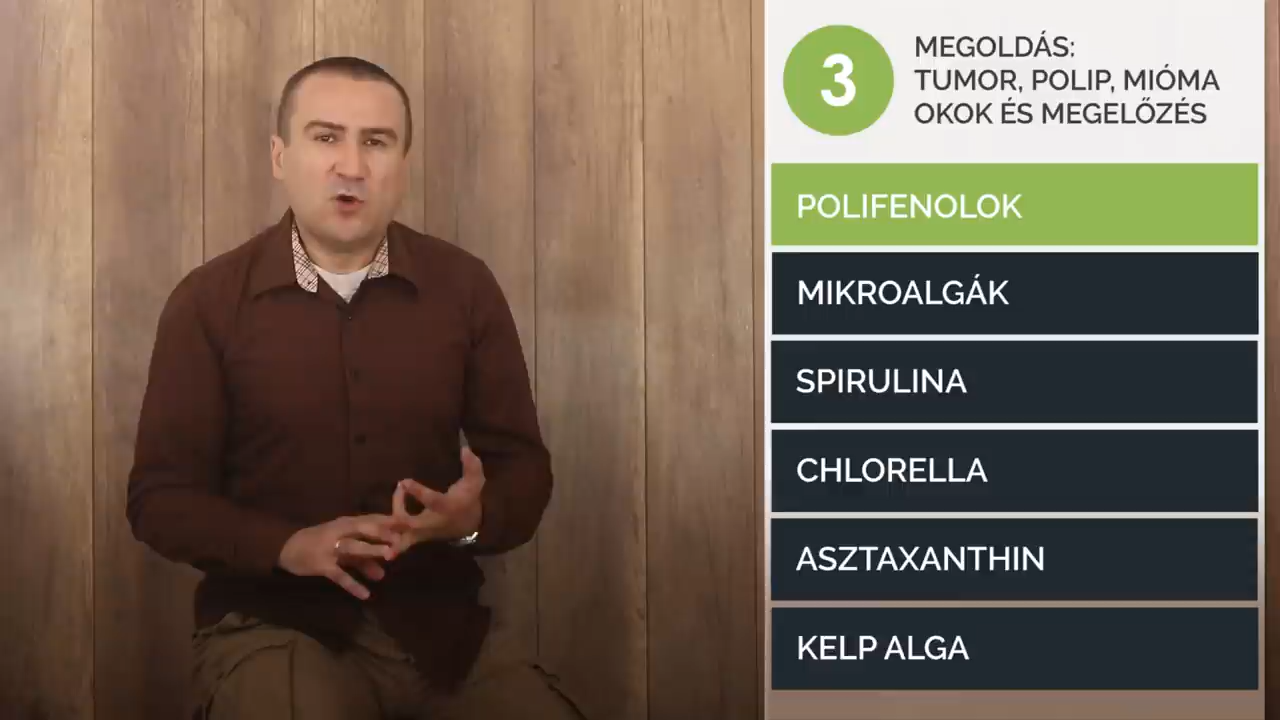 3
MEGOLDÁS:
TUMOR, POLIP, MIÓMA
OKOK ÉS MEGELŐZÉS
POLIFENOLOK
MIKROALGÁK
SPIRULINA
CHLORELLA
ASZTAXANTHIN
KELP ALGA